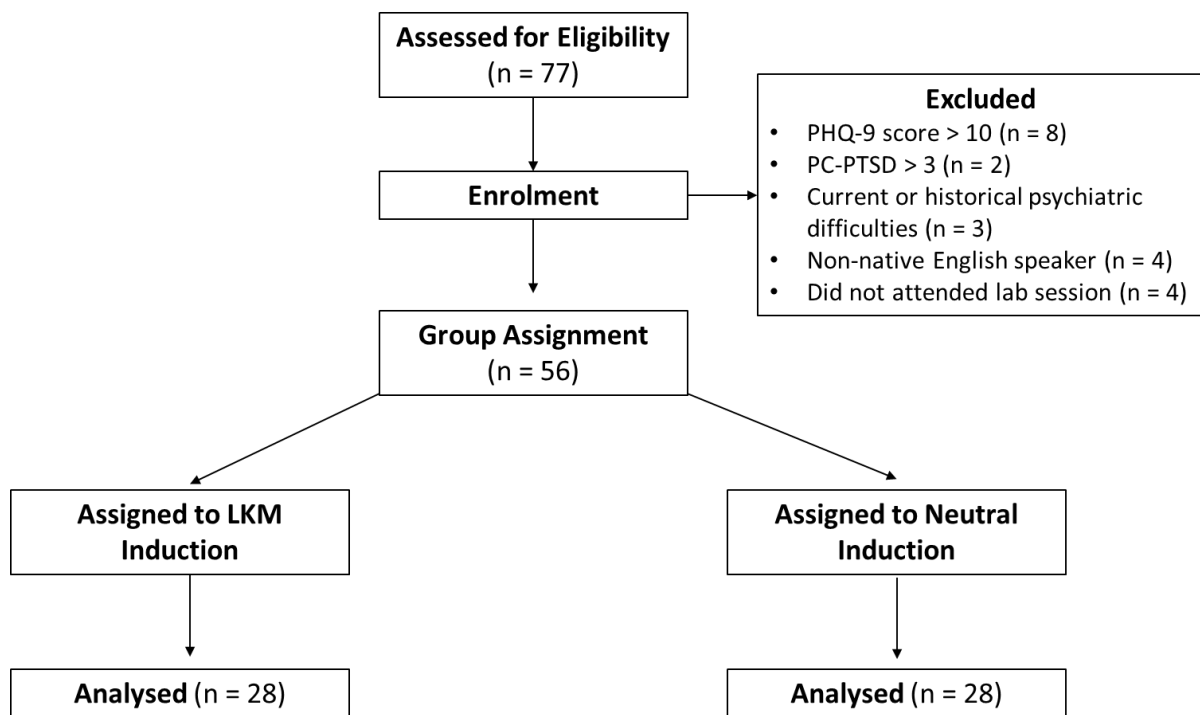 Assessed for Eligibility
(n = 77)
Excluded
• PHQ-9 score > 10 (n = 8)
• PC-PTSD > 3 (n = 2)
• Current or historical psychiatric
difficulties (n = 3)
• Non-native English speaker (n = 4)
• Did not attended lab session (n = 4)
Enrolment
Group Assignment
(n = 56)
Assigned to LKM
Induction
Assigned to Neutral
Induction
Analysed (n = 28)
Analysed (n = 28)